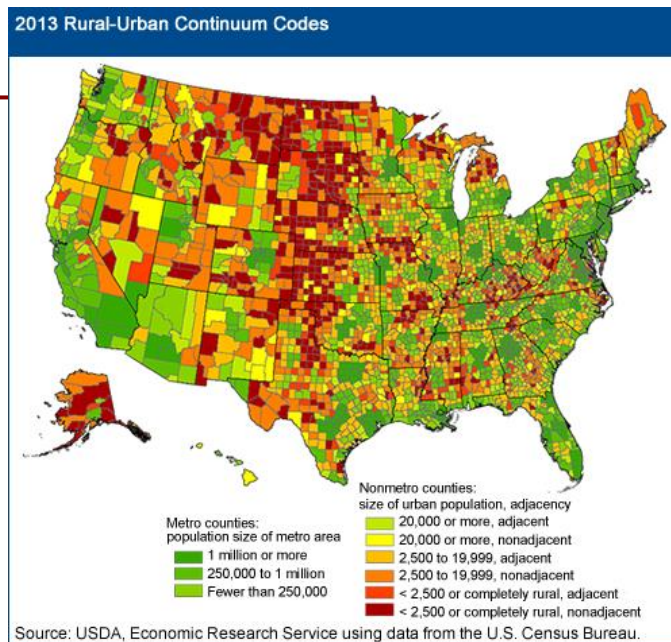 2013 Rural-Urban Continuum Codes
Metro counties:
population size of metro area
1 million or more
250,000 to 1 million
Fewer than 250,000
Nonmetro counties:
size of urban population, adjacency
20,000 or more, adjacent
20,000 or more, nonadjacent
2,500 to 19,999, adjacent
2,500 to 19,999, nonadjacent
< 2,500 or completely rural, adjacent
< 2,500 or completely rural, nonadjacent
Source: USDA, Economic Research Service using data from the U.S. Census Bureau.